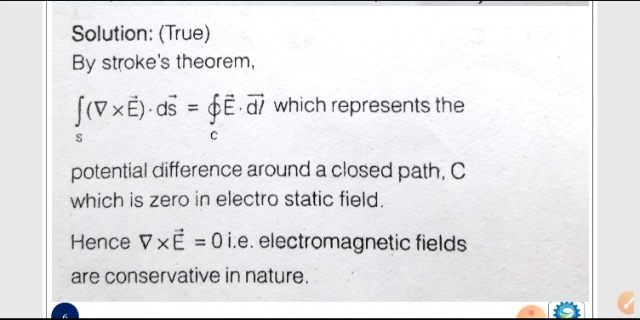 Solution: (True)
By stroke's theorem,
∫(∇ × E⃗) · ds⃗ = ∮E⃗ · dl⃗ which represents the
S C
potential difference around a closed path, C
which is zero in electro static field.
Hence ∇ × E⃗ = 0 i.e. electromagnetic fields
are conservative in nature.
6